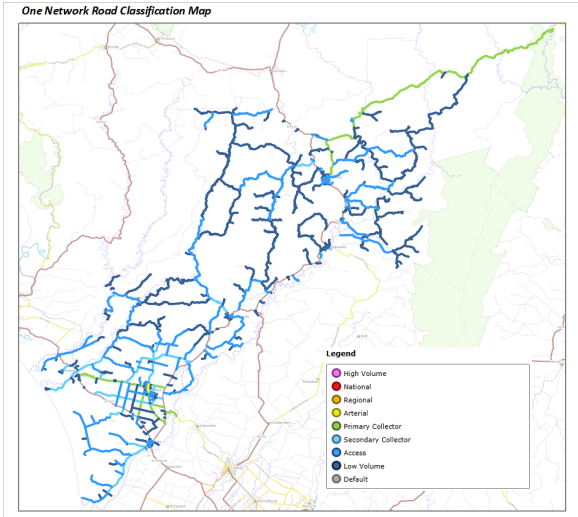 One Network Road Classification Map
Legend
High Volume
National
Regional
Arterial
Primary Collector
Secondary Collector
Access
Low Volume
Default